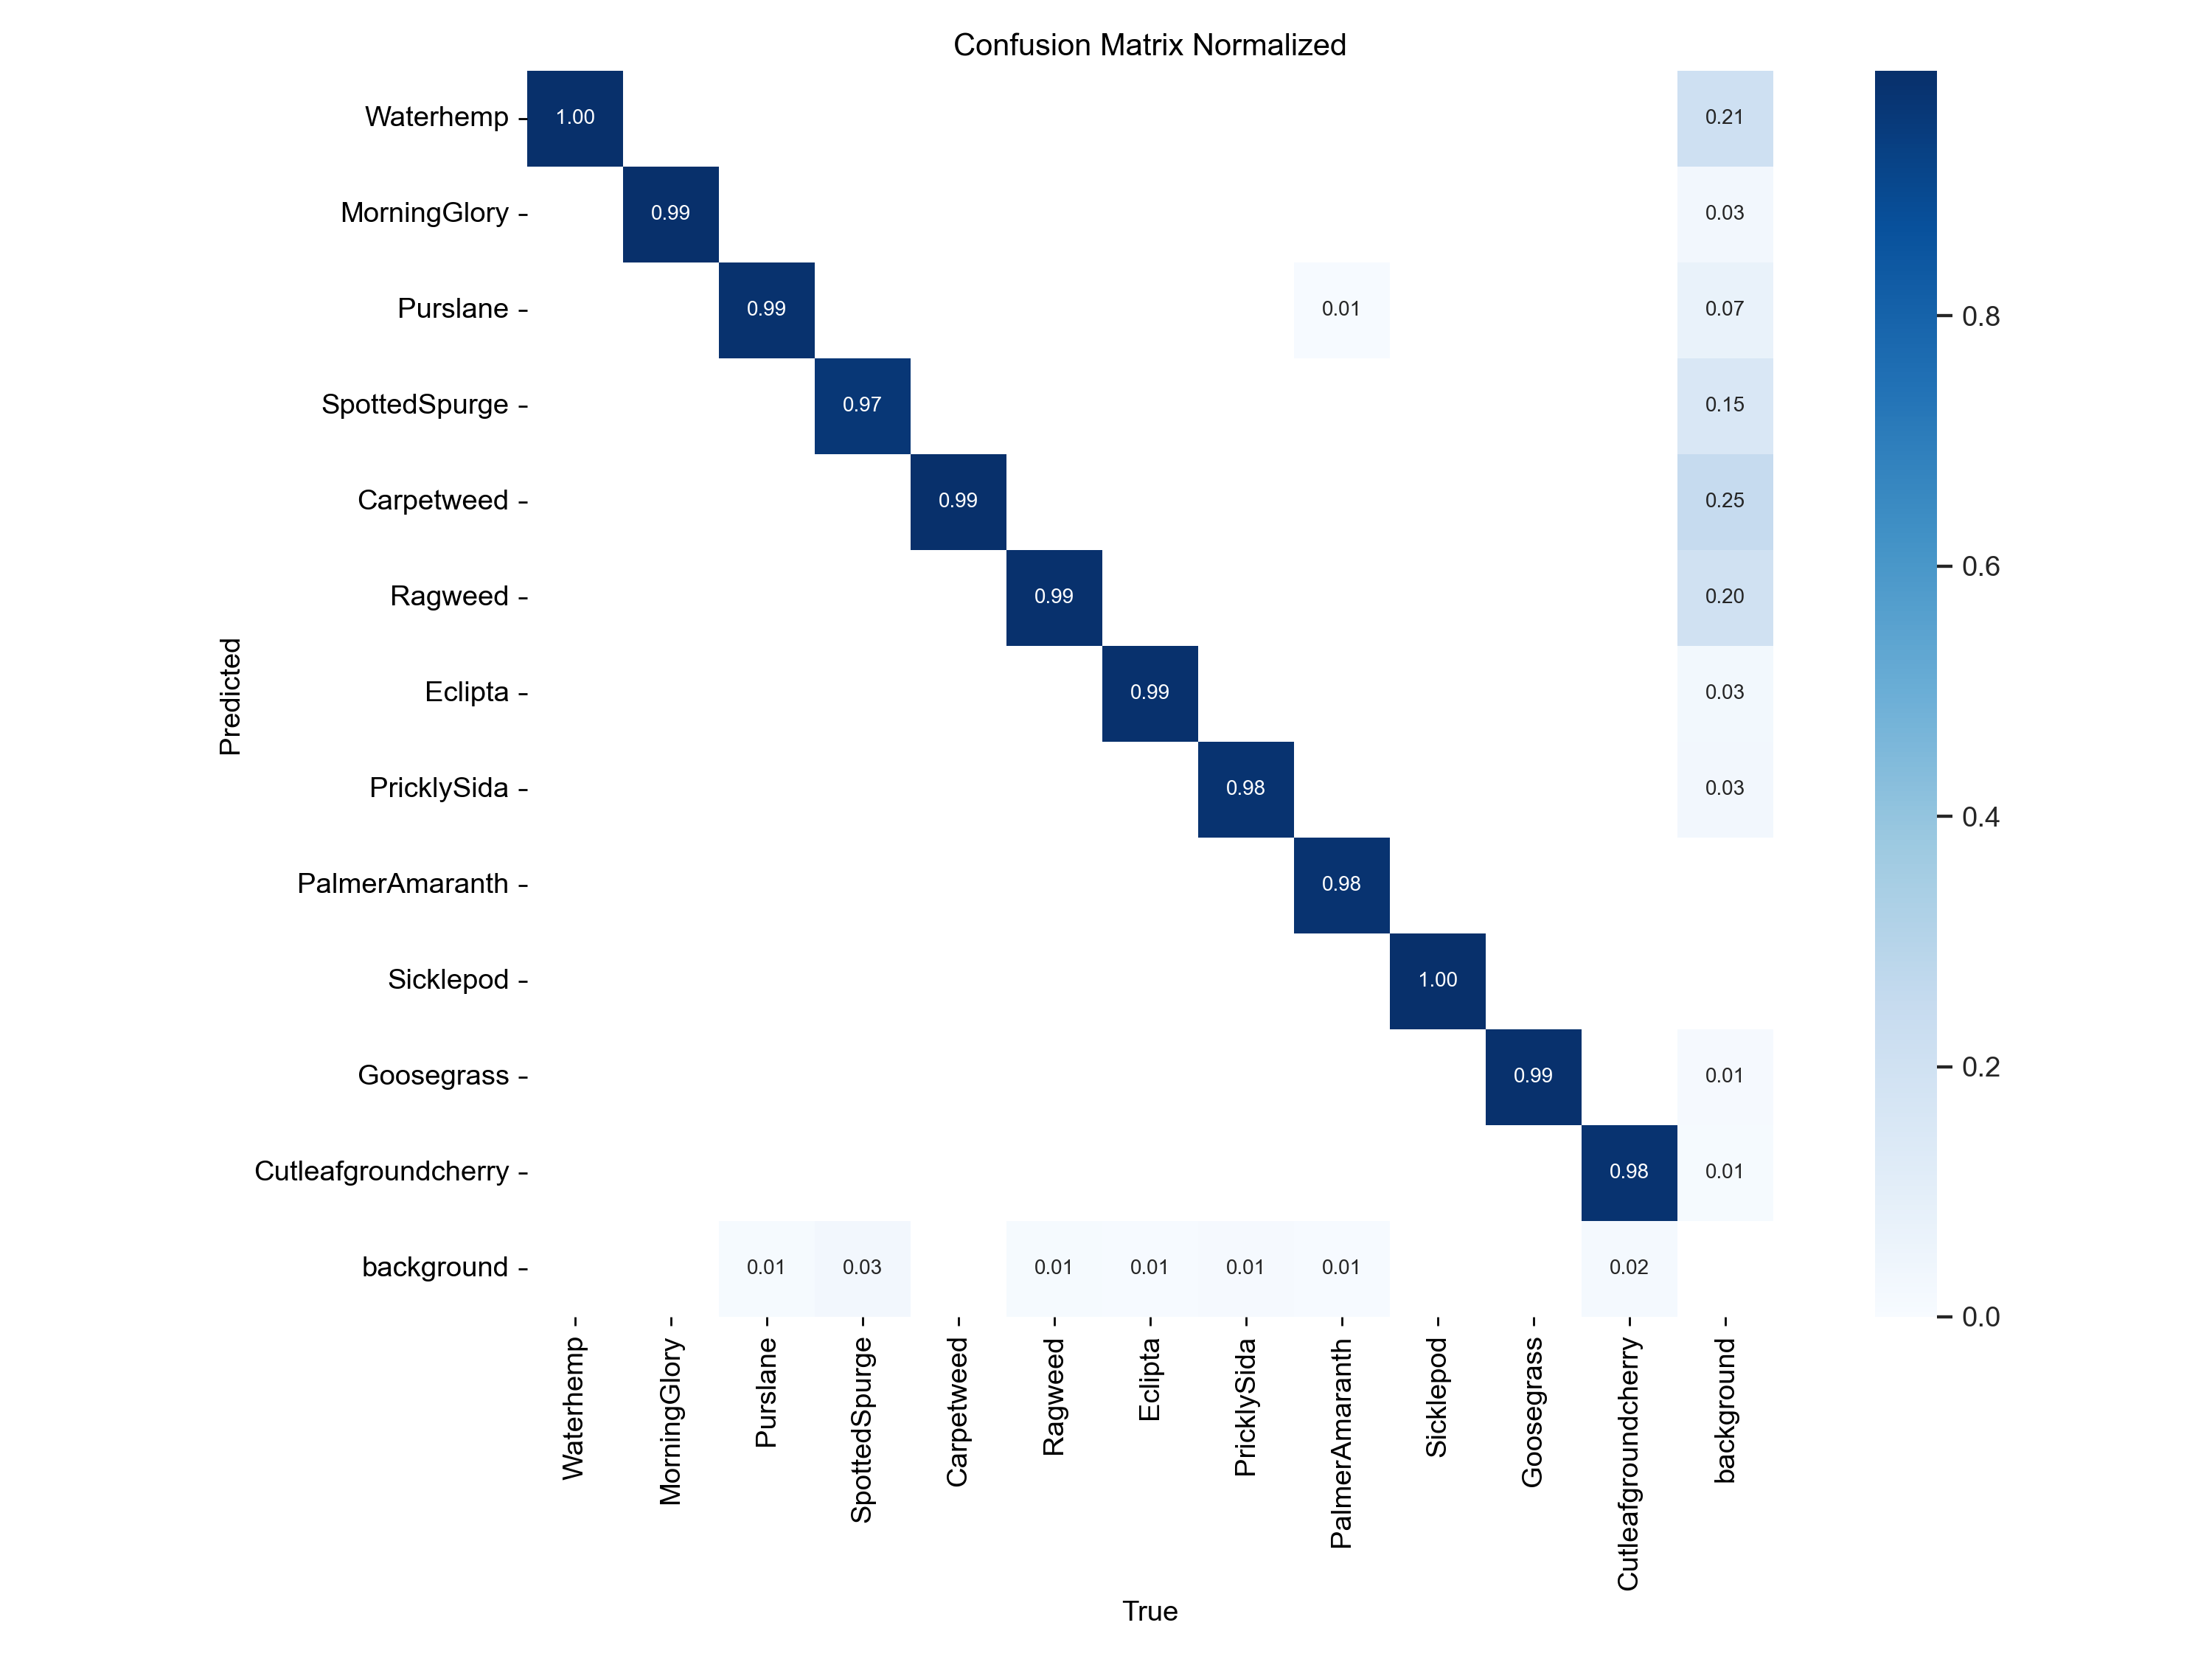 Confusion Matrix Normalized
Waterhemp 1.00 0.21
MorningGlory 0.99 0.03
Purslane 0.99 0.01 0.07
0.8
SpottedSpurge 0.97 0.15
Carpetweed 0.99 0.25
0.6
Ragweed 0.99 0.20
Predicted
Eclipta 0.99 0.03
PricklySida 0.98 0.03
0.4
PalmerAmaranth 0.98
Sicklepod 1.00
Goosegrass 0.99 0.01
0.2
Cutleafgroundcherry 0.98 0.01
background 0.01 0.03 0.01 0.01 0.01 0.01 0.02
0.0
Waterhemp
MorningGlory
Purslane
SpottedSpurge
Carpetweed
Ragweed
Eclipta
PricklySida
PalmerAmaranth
Sicklepod
Goosegrass
Cutleafgroundcherry
background
True